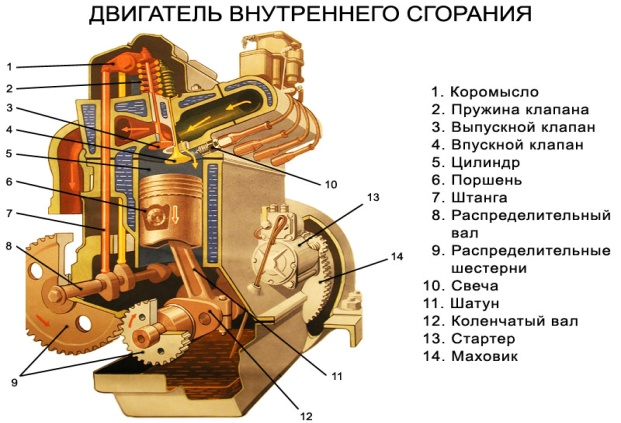 ДВИГАТЕЛЬ ВНУТРЕННЕГО СГОРАНИЯ
1
2
3
4
5
6
7
8
9
10
11
12
13
14
1. Коромысло
2. Пружина клапана
3. Выпускной клапан
4. Впускной клапан
5. Цилиндр
6. Поршень
7. Штанга
8. Распределительный
вал
9. Распределительные
шестерни
10. Свеча
11. Шатун
12. Коленчатый вал
13. Стартер
14. Маховик